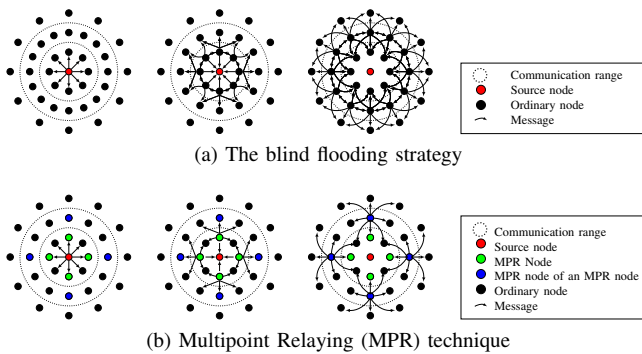 Communication range
Source node
Ordinary node
Message
(a) The blind flooding strategy
Communication range
Source node
MPR Node
MPR node of an MPR node
Ordinary node
Message
(b) Multipoint Relaying (MPR) technique